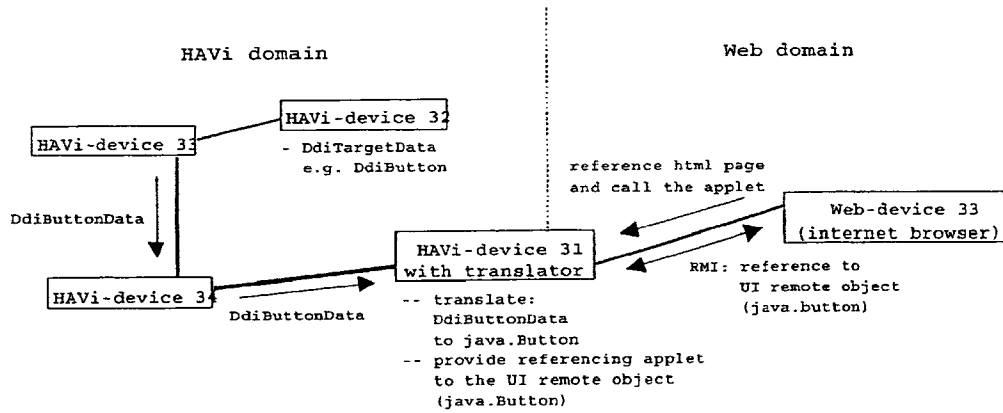 HAVi domain
Web domain
HAVi-device 32
HAVi-device 33
- DdiTargetData
e.g. DdiButton
DdiButtonData
reference html page
and call the applet
Web-device 33
(internet browser)
HAVi-device 31
with translator
HAVi-device 34
DdiButtonData
RMI: reference to
UI remote object
(java.button)
-- translate:
DdiButtonData
to java.Button
-- provide referencing applet
to the UI remote object
(java.Button)